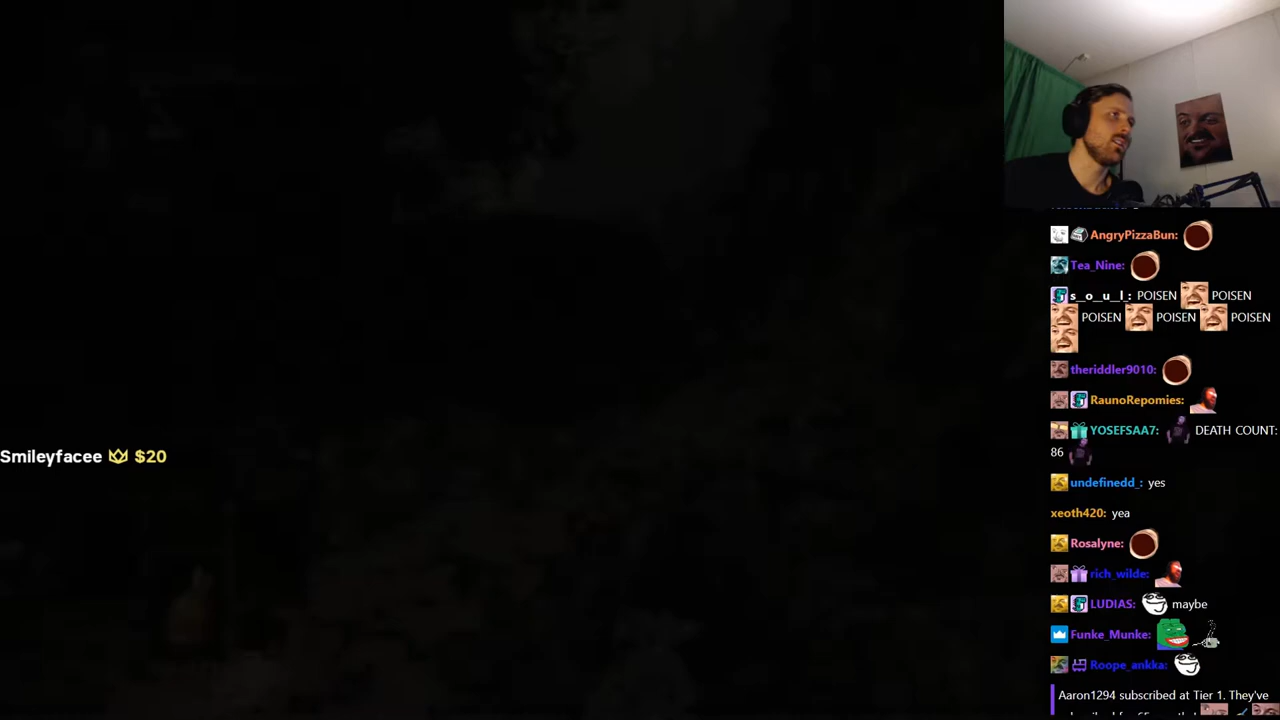 AngryPizzaBun:
Tea_Nine:
s__o__u__l_: POISEN POISEN
POISEN POISEN POISEN
theriddler9010:
RaunoRepomies:
YOSEFSAA7: DEATH COUNT:
86
Smileyfacee $20
undefinedd_: yes
xeoth420: yea
Rosalyne:
rich_wilde:
LUDIAS: maybe
Funke_Munke:
Roope_ankka:
Aaron1294 subscribed at Tier 1. They've